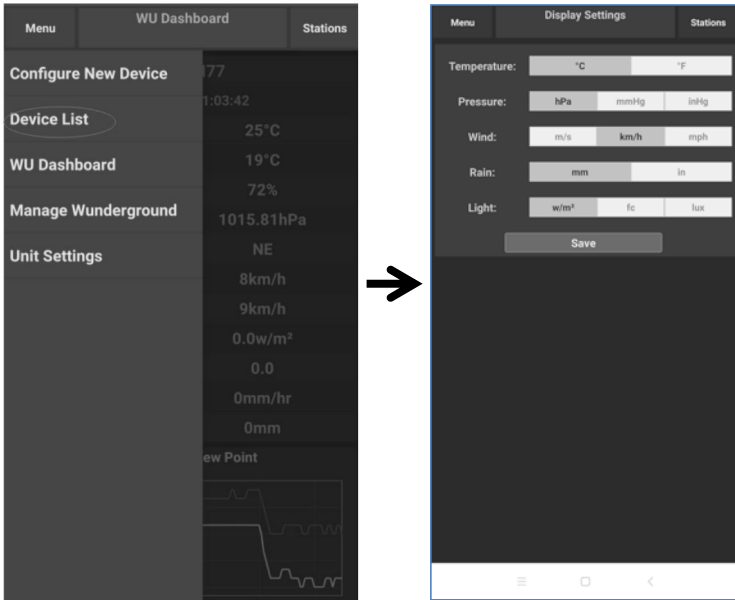 Menu
WU Dashboard
Stations
Configure New Device
Device List
WU Dashboard
Manage Wunderground
Unit Settings
177
1:03:42
25°C
19°C
72%
1015.81hPa
NE
8km/h
9km/h
0.0w/m²
0.0
0mm/hr
0mm
ew Point
Menu
Display Settings
Stations
Temperature: °C °F
Pressure: hPa mmHg inHg
Wind: m/s km/h mph
Rain: mm in
Light: w/m² fc lux
Save